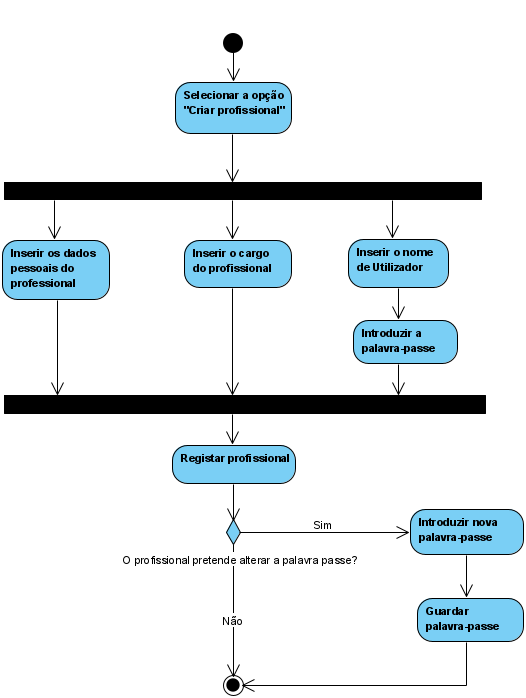 Selecionar a opção
"Criar profissional"
Inserir os dados
pessoais do
professional
Inserir o cargo
do profissional
Inserir o nome
de Utilizador
Introduzir a
palavra-passe
Registar profissional
Sim
Introduzir nova
palavra-passe
O profissional pretende alterar a palavra passe?
Guardar
palavra-passe
Não